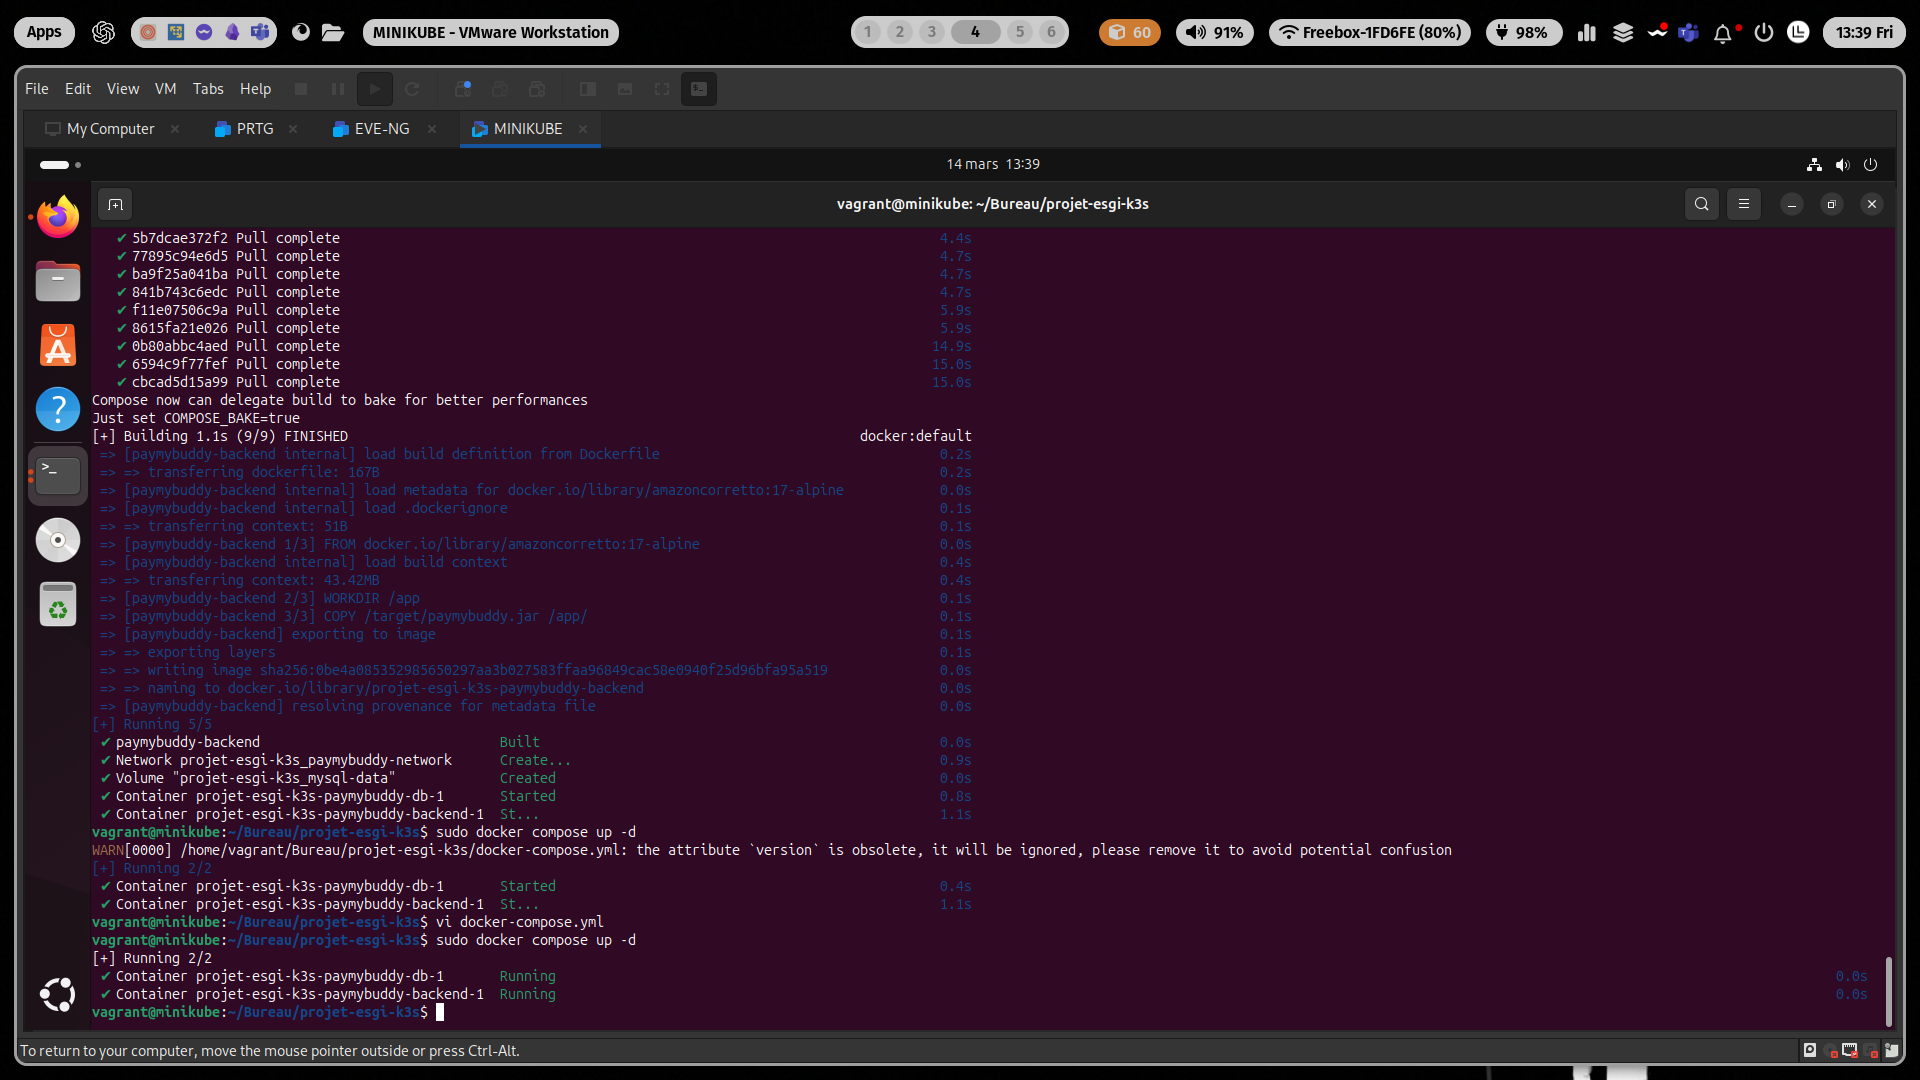 Apps
MINIKUBE - VMware Workstation
1 2 3 4 5 6
60
91%
Freebox-1FD6FE (80%)
98%
13:39 Fri
File Edit View VM Tabs Help
My Computer
PRTG
EVE-NG
MINIKUBE
14 mars 13:39
vagrant@minikube: ~/Bureau/projet-esgi-k3s
✔ 5b7dcae372f2 Pull complete 4.4s
✔ 77895c94e6d5 Pull complete 4.7s
✔ ba9f25a041ba Pull complete 4.7s
✔ 841b743c6edc Pull complete 4.7s
✔ f11e07506c9a Pull complete 5.9s
✔ 8615fa21e026 Pull complete 5.9s
✔ 0b80abbc4aed Pull complete 14.9s
✔ 6594c9f77fef Pull complete 15.0s
✔ cbcad5d15a99 Pull complete 15.0s
Compose now can delegate build to bake for better performances
Just set COMPOSE_BAKE=true
[+] Building 1.1s (9/9) FINISHED docker:default
=> [paymybuddy-backend internal] load build definition from Dockerfile 0.2s
=> => transferring dockerfile: 167B 0.2s
=> [paymybuddy-backend internal] load metadata for docker.io/library/amazoncorretto:17-alpine 0.0s
=> [paymybuddy-backend internal] load .dockerignore 0.1s
=> => transferring context: 51B 0.1s
=> [paymybuddy-backend 1/3] FROM docker.io/library/amazoncorretto:17-alpine 0.0s
=> [paymybuddy-backend internal] load build context 0.4s
=> => transferring context: 43.42MB 0.4s
=> [paymybuddy-backend 2/3] WORKDIR /app 0.1s
=> [paymybuddy-backend 3/3] COPY /target/paymybuddy.jar /app/ 0.1s
=> [paymybuddy-backend] exporting to image 0.1s
=> => exporting layers 0.1s
=> => writing image sha256:0be4a085352985650297aa3b027583ffaa96849cac58e0940f25d96bfa95a519 0.0s
=> => naming to docker.io/library/projet-esgi-k3s-paymybuddy-backend 0.0s
=> [paymybuddy-backend] resolving provenance for metadata file 0.0s
[+] Running 5/5
✔ paymybuddy-backend Built 0.0s
✔ Network projet-esgi-k3s_paymybuddy-network Create... 0.9s
✔ Volume "projet-esgi-k3s_mysql-data" Created 0.0s
✔ Container projet-esgi-k3s-paymybuddy-db-1 Started 0.8s
✔ Container projet-esgi-k3s-paymybuddy-backend-1 St... 1.1s
vagrant@minikube:~/Bureau/projet-esgi-k3s$ sudo docker compose up -d
WARN[0000] /home/vagrant/Bureau/projet-esgi-k3s/docker-compose.yml: the attribute `version` is obsolete, it will be ignored, please remove it to avoid potential confusion
[+] Running 2/2
✔ Container projet-esgi-k3s-paymybuddy-db-1 Started 0.4s
✔ Container projet-esgi-k3s-paymybuddy-backend-1 St... 1.1s
vagrant@minikube:~/Bureau/projet-esgi-k3s$ vi docker-compose.yml
vagrant@minikube:~/Bureau/projet-esgi-k3s$ sudo docker compose up -d
[+] Running 2/2
✔ Container projet-esgi-k3s-paymybuddy-db-1 Running 0.0s
✔ Container projet-esgi-k3s-paymybuddy-backend-1 Running 0.0s
vagrant@minikube:~/Bureau/projet-esgi-k3s$
To return to your computer, move the mouse pointer outside or press Ctrl-Alt.